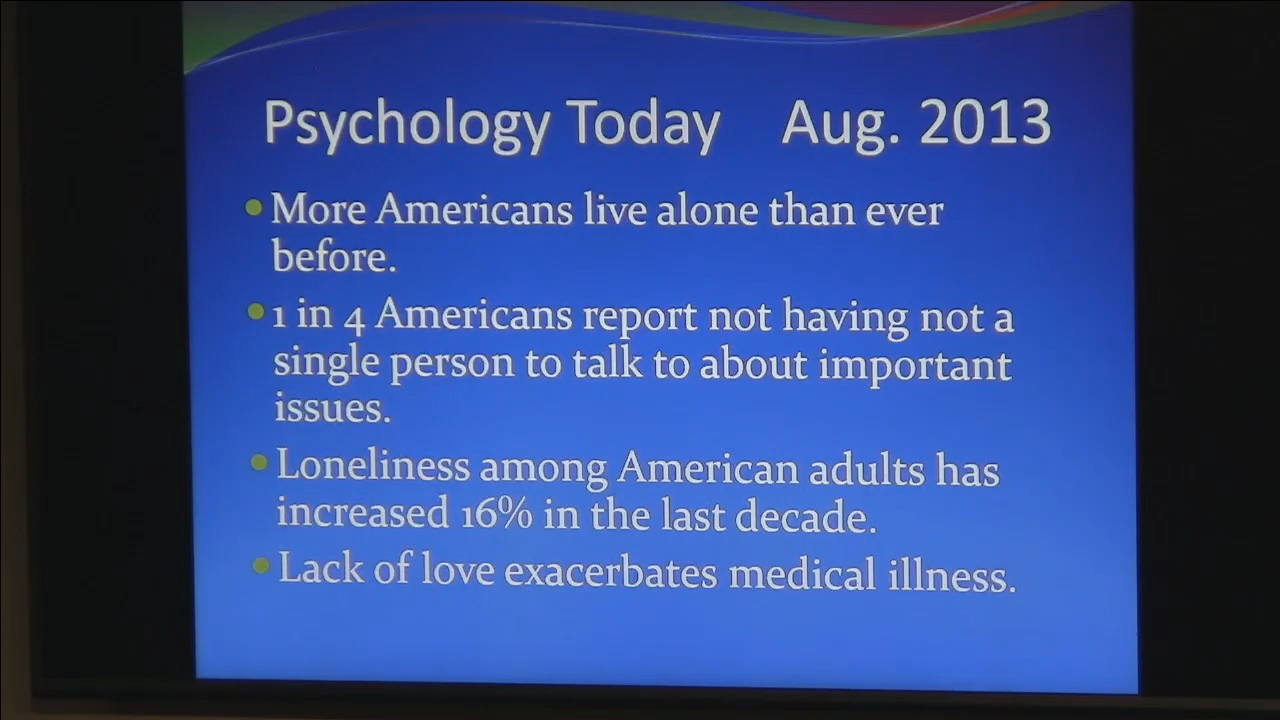 Psychology Today Aug. 2013
• More Americans live alone than ever
before.
• 1 in 4 Americans report not having not a
single person to talk to about important
issues.
• Loneliness among American adults has
increased 16% in the last decade.
• Lack of love exacerbates medical illness.